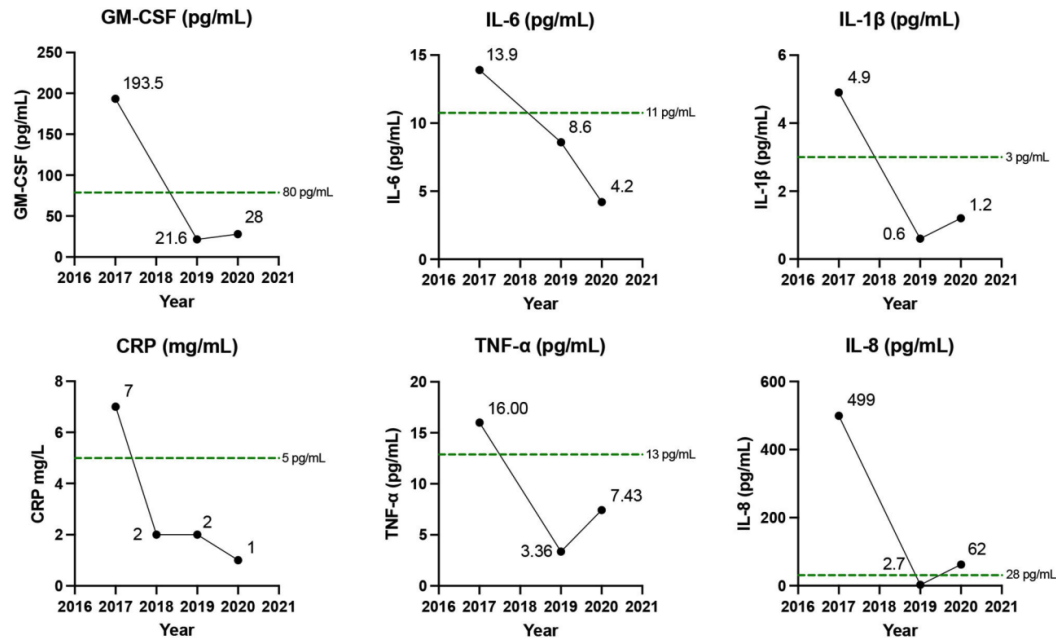 GM-CSF (pg/mL)
GM-CSF (pg/mL)
250
200
150
100
50
0
193.5
80 pg/mL
21.6
28
2016 2017 2018 2019 2020 2021
Year
IL-6 (pg/mL)
IL-6 (pg/mL)
15
10
5
0
13.9
11 pg/mL
8.6
4.2
2016 2017 2018 2019 2020 2021
Year
IL-1β (pg/mL)
IL-1β (pg/mL)
6
4
2
0
4.9
3 pg/mL
0.6
1.2
2016 2017 2018 2019 2020 2021
Year
CRP (mg/mL)
CRP mg/L
8
6
4
2
0
7
5 pg/mL
2
2
1
2016 2017 2018 2019 2020 2021
Year
TNF-α (pg/mL)
TNF-α (pg/mL)
20
15
10
5
0
16.00
13 pg/mL
3.36
7.43
2016 2017 2018 2019 2020 2021
Year
IL-8 (pg/mL)
IL-8 (pg/mL)
600
400
200
0
499
2.7
62
28 pg/mL
2016 2017 2018 2019 2020 2021
Year